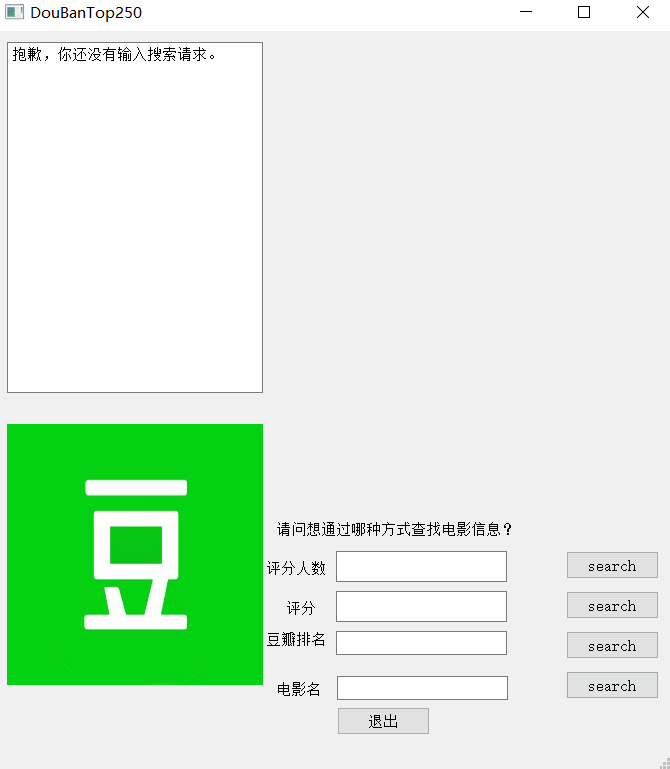 DouBanTop250
抱歉，你还没有输入搜索请求。
豆
请问想通过哪种方式查找电影信息？
评分人数 search
评分 search
豆瓣排名 search
电影名 search
退出